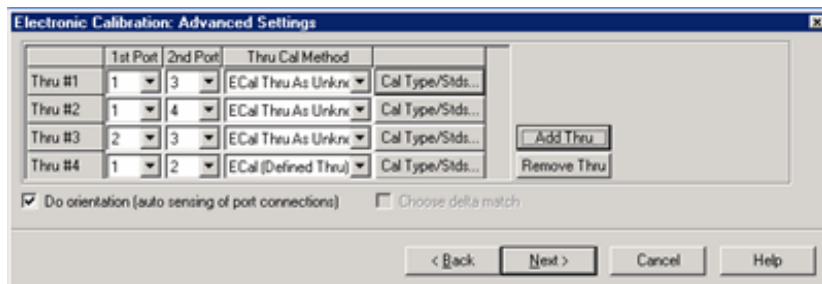 Electronic Calibration: Advanced Settings
1st Port 2nd Port Thru Cal Method
Thru #1 1 3 ECal Thru As Unkno Cal Type/Stds...
Thru #2 1 4 ECal Thru As Unkno Cal Type/Stds...
Thru #3 2 3 ECal Thru As Unkno Cal Type/Stds... Add Thru
Thru #4 1 2 ECal (Defined Thru) Cal Type/Stds... Remove Thru
Do orientation (auto sensing of port connections) Choose delta match
< Back Next > Cancel Help